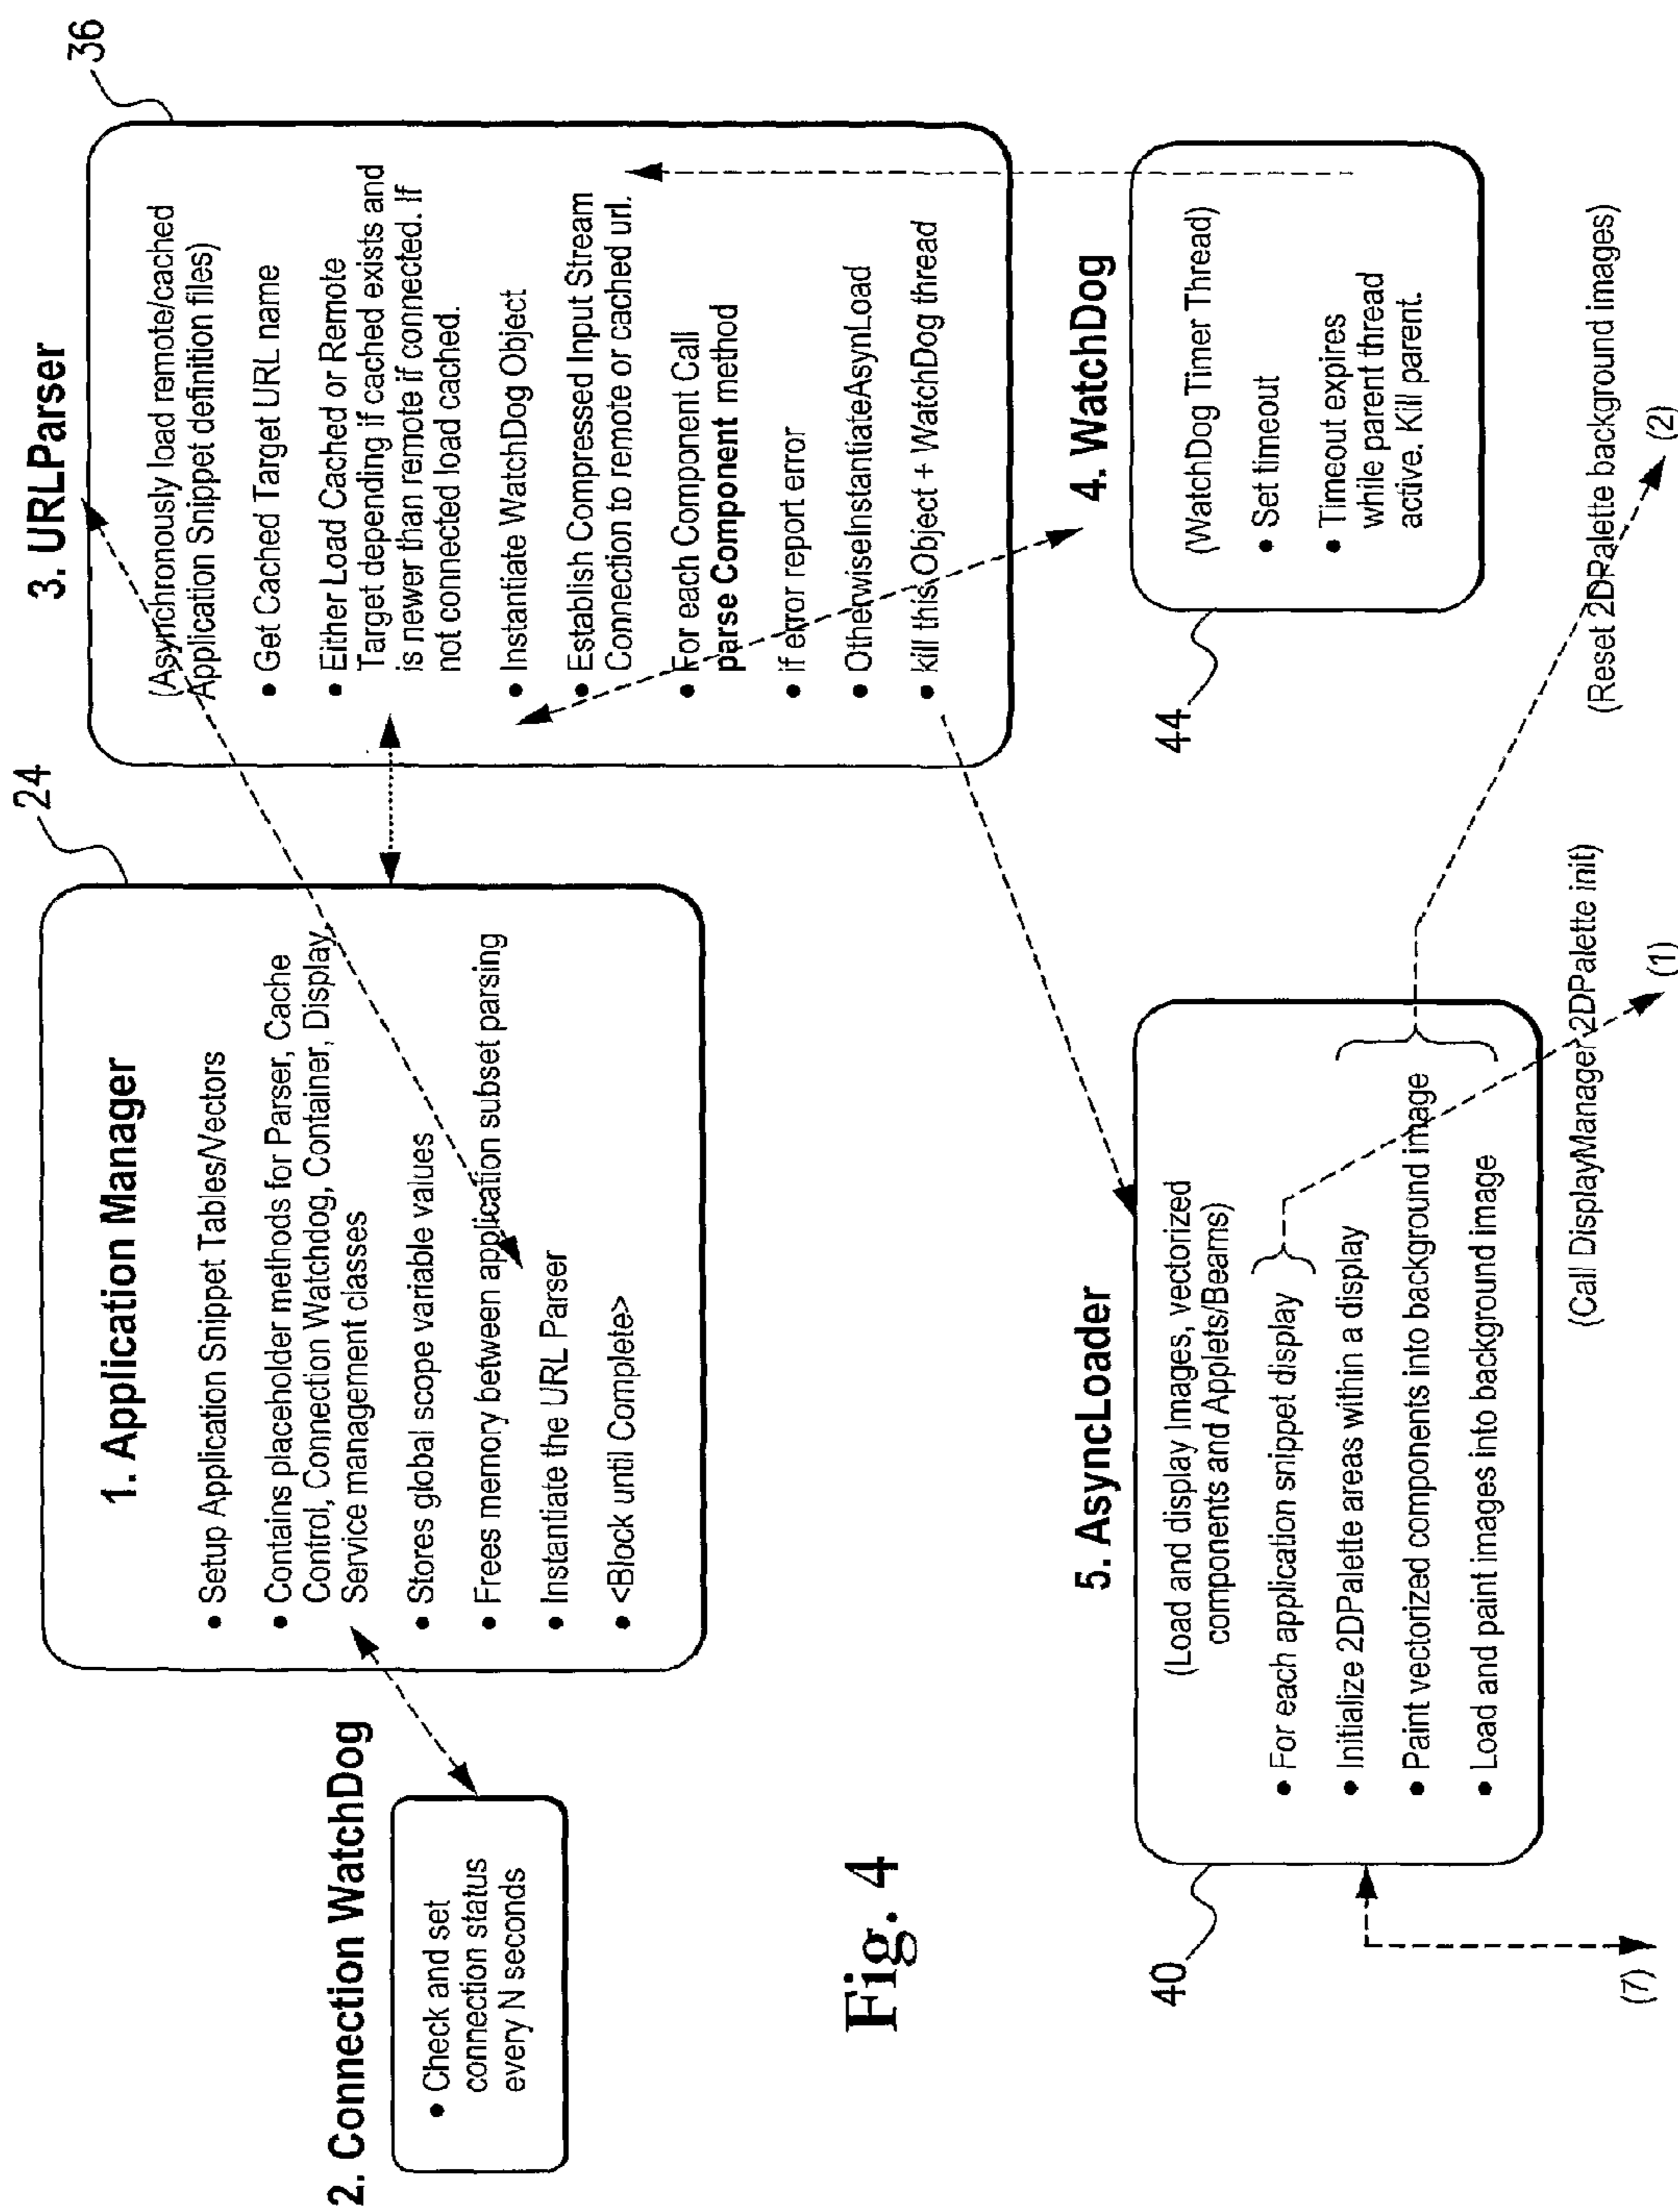 1. Application Manager
24
• Setup Application Snippet Tables/Vectors
• Contains placeholder methods for Parser, Cache
Control, Connection Watchdog, Container, Display,
Service management classes
• Stores global scope variable values
• Frees memory between application subset parsing
• Instantiate the URL Parser
• <Block until Complete>
2. Connection WatchDog
• Check and set
connection status
every N seconds
3. URLParser
36
(Asynchronously load remote/cached
Application Snippet definition files)
• Get Cached Target URL name
• Either Load Cached or Remote
Target depending if cached exists and
is newer than remote if connected. If
not connected load cached.
• Instantiate WatchDog Object
• Establish Compressed Input Stream
Connection to remote or cached url.
• For each Component Call
parse Component method
• if error report error
• OtherwiseInstantiateAsynLoad
• kill this Object + WatchDog thread
4. WatchDog
44
(WatchDog Timer Thread)
• Set timeout
• Timeout expires
while parent thread
active. Kill parent.
Fig. 4
5. AsyncLoader
40
(Load and display Images, vectorized
components and Applets/Beams)
• For each application snippet display
• Initialize 2DPalette areas within a display
• Paint vectorized components into background image
• Load and paint images into background image
(Reset 2DPalette background images)
(2)
(Call DisplayManager 2DPalette init)
(1)
(7)